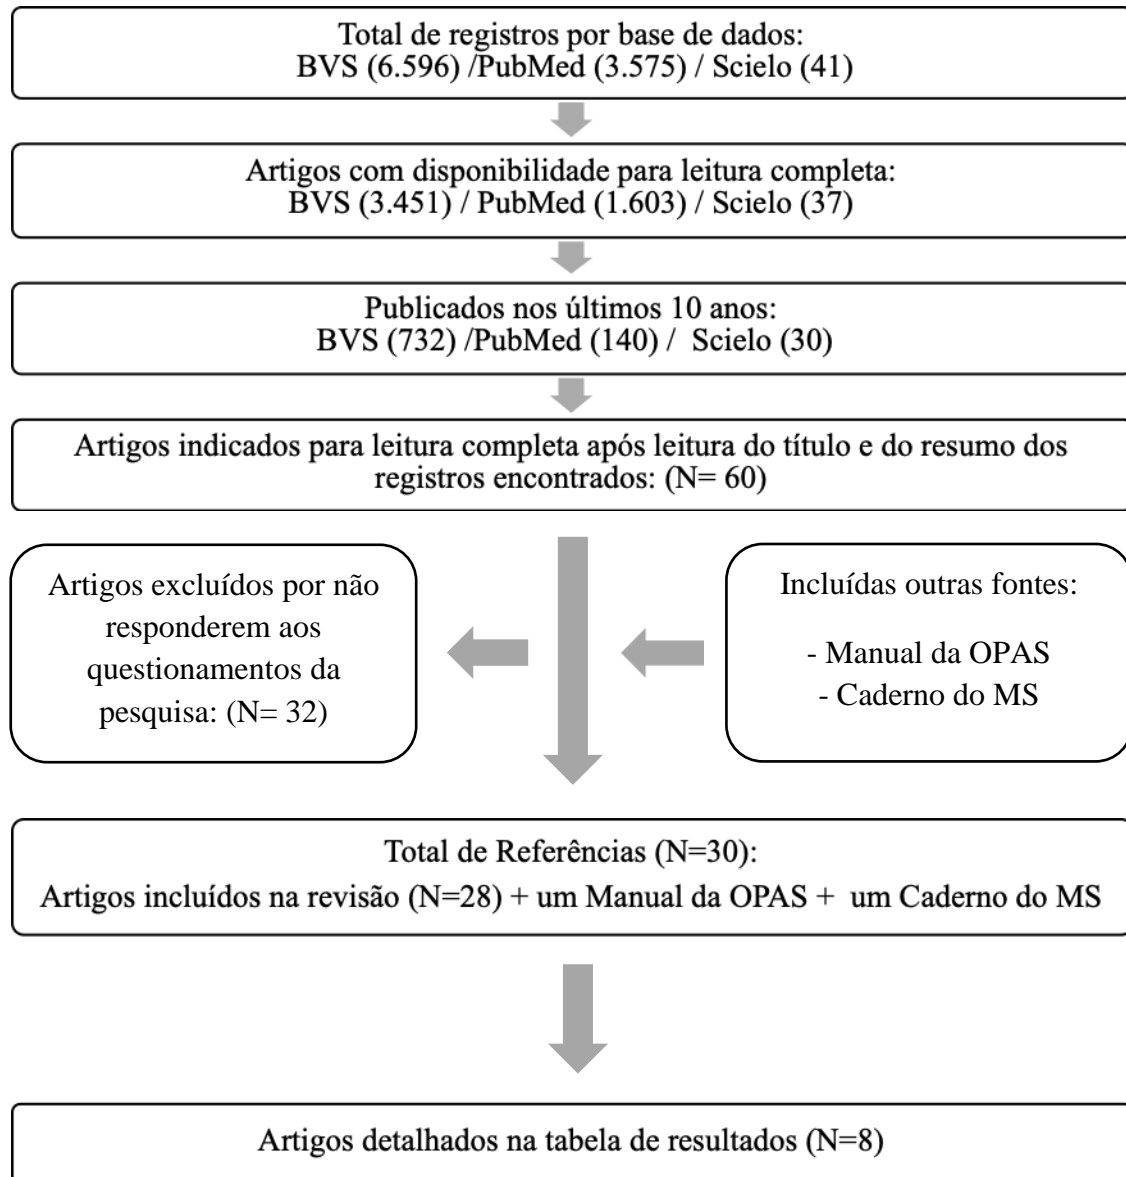 Total de registros por base de dados:
BVS (6.596) /PubMed (3.575) / Scielo (41)
Artigos com disponibilidade para leitura completa:
BVS (3.451) / PubMed (1.603) / Scielo (37)
Publicados nos últimos 10 anos:
BVS (732) /PubMed (140) / Scielo (30)
Artigos indicados para leitura completa após leitura do título e do resumo dos
registros encontrados: (N= 60)
Artigos excluídos por não
responderem aos
questionamentos da
pesquisa: (N= 32)
Incluídas outras fontes:
- Manual da OPAS
- Caderno do MS
Total de Referências (N=30):
Artigos incluídos na revisão (N=28) + um Manual da OPAS + um Caderno do MS
Artigos detalhados na tabela de resultados (N=8)